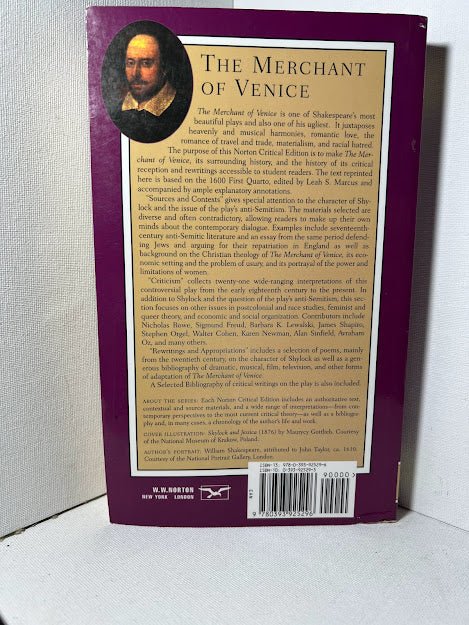 THE MERCHANT
OF VENICE
The Merchant of Venice is one of Shakespeare's most
beautiful plays and also one of his ugliest. It juxtaposes
heavenly and musical harmonies, romantic love, the
romance of travel and trade, materialism, and racial hatred.
The purpose of this Norton Critical Edition is to make The Mer-
chant of Venice, its surrounding history, and the history of its critical
reception and rewritings accessible to student readers. The text reprinted
here is based on the 1600 First Quarto, edited by Leah S. Marcus and
accompanied by ample explanatory annotations.
"Sources and Contexts" gives special attention to the character of Shy-
lock and the issue of the play's anti-Semitism. The materials selected are
diverse and often contradictory, allowing readers to make up their own
minds about the contemporary dialogue. Examples include seventeenth-
century anti-Semitic literature and an essay from the same period defend-
ing Jews and arguing for their repatriation in England as well as
background on the Christian theology of The Merchant of Venice, its eco-
nomic setting and the problem of usury, and its portrayal of the power and
limitations of women.
"Criticism" collects twenty-one wide-ranging interpretations of this
controversial play from the early eighteenth century to the present. In
addition to Shylock and the question of the play's anti-Semitism, this sec-
tion focuses on other issues in postcolonial and race studies, feminist and
queer theory, and economic and social organization. Contributors include
Nicholas Rowe, Sigmund Freud, Barbara K. Lewalski, James Shapiro,
Stephen Orgel, Walter Cohen, Karen Newman, Alan Sinfield, Avraham
Oz, and many others.
"Rewritings and Appropriations" includes a selection of poems, mainly
from the twentieth century, on the character of Shylock as well as a gen-
erous bibliography of dramatic, musical, film, television, and other forms
of adaptation of The Merchant of Venice.
A Selected Bibliography of critical writings on the play is also included.
ABOUT THE SERIES: Each Norton Critical Edition includes an authoritative text,
contextual and source materials, and a wide range of interpretations—from con-
temporary perspectives to the most current critical theory—as well as a bibliogra-
phy and, in many cases, a chronology of the author's life and work.
COVER ILLUSTRATION: Shylock and Jessica (1876) by Maurycy Gottlieb. Courtesy
of the National Museum of Krakow, Poland.
AUTHOR'S PORTRAIT: William Shakespeare, attributed to John Taylor, ca. 1610.
Courtesy of the National Portrait Gallery, London.
ISBN-13: 978-0-393-92529-6
ISBN-10: 0-393-92529-5
90000>
EAN
9 780393 925296
W.W.NORTON
NEW YORK LONDON